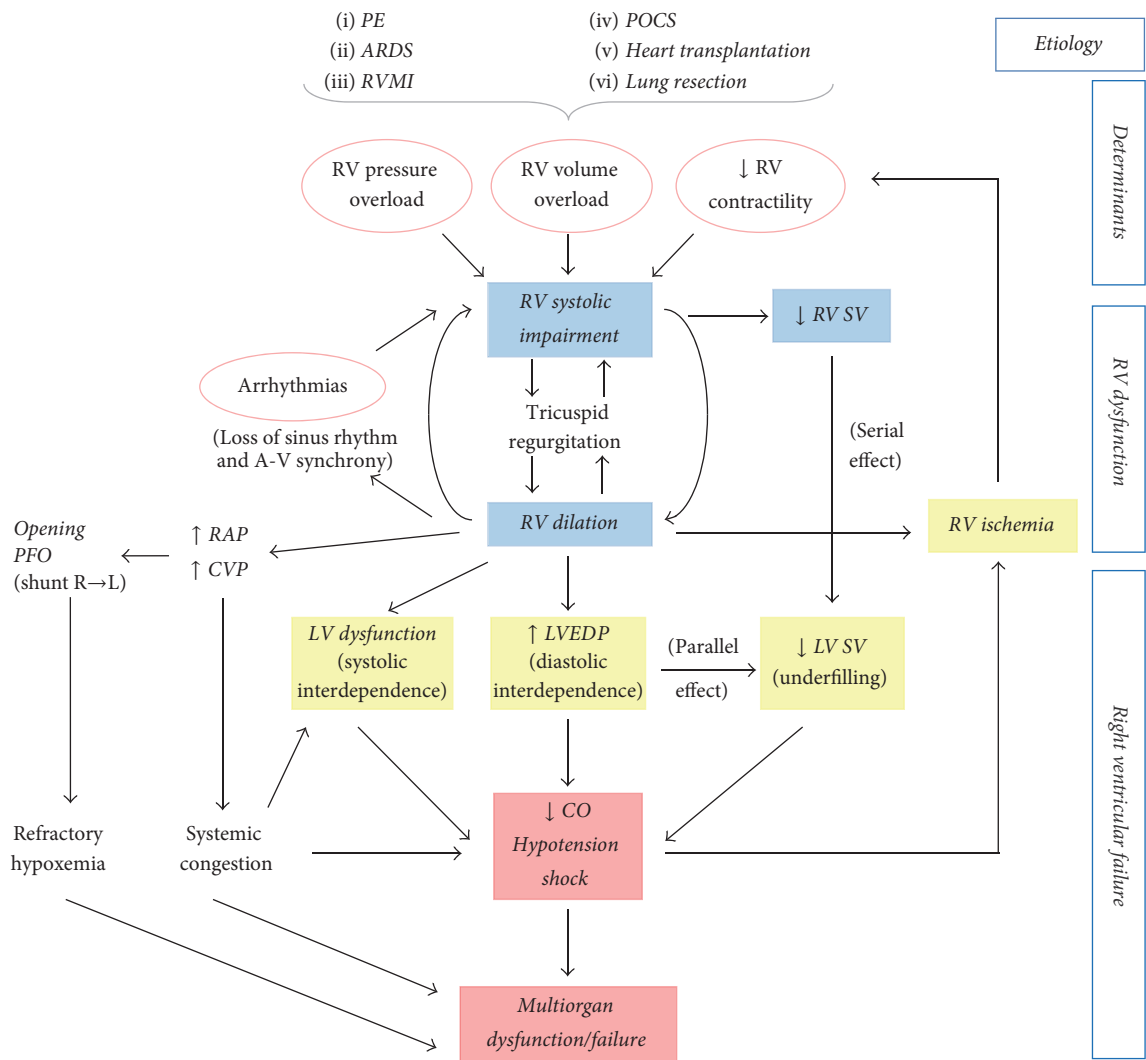 (i) PE
(ii) ARDS
(iii) RVMI
(iv) POCS
(v) Heart transplantation
(vi) Lung resection
Etiology
Determinants
RV pressure
overload
RV volume
overload
↓ RV
contractility
RV systolic
impairment
↓ RV SV
RV dysfunction
Arrhythmias
(Loss of sinus rhythm
and A-V synchrony)
Tricuspid
regurgitation
(Serial
effect)
RV dilation
RV ischemia
Opening
PFO
(shunt R→L)
↑ RAP
↑ CVP
LV dysfunction
(systolic
interdependence)
↑ LVEDP
(diastolic
interdependence)
(Parallel
effect)
↓ LV SV
(underfilling)
Right ventricular failure
Refractory
hypoxemia
Systemic
congestion
↓ CO
Hypotension
shock
Multiorgan
dysfunction/failure